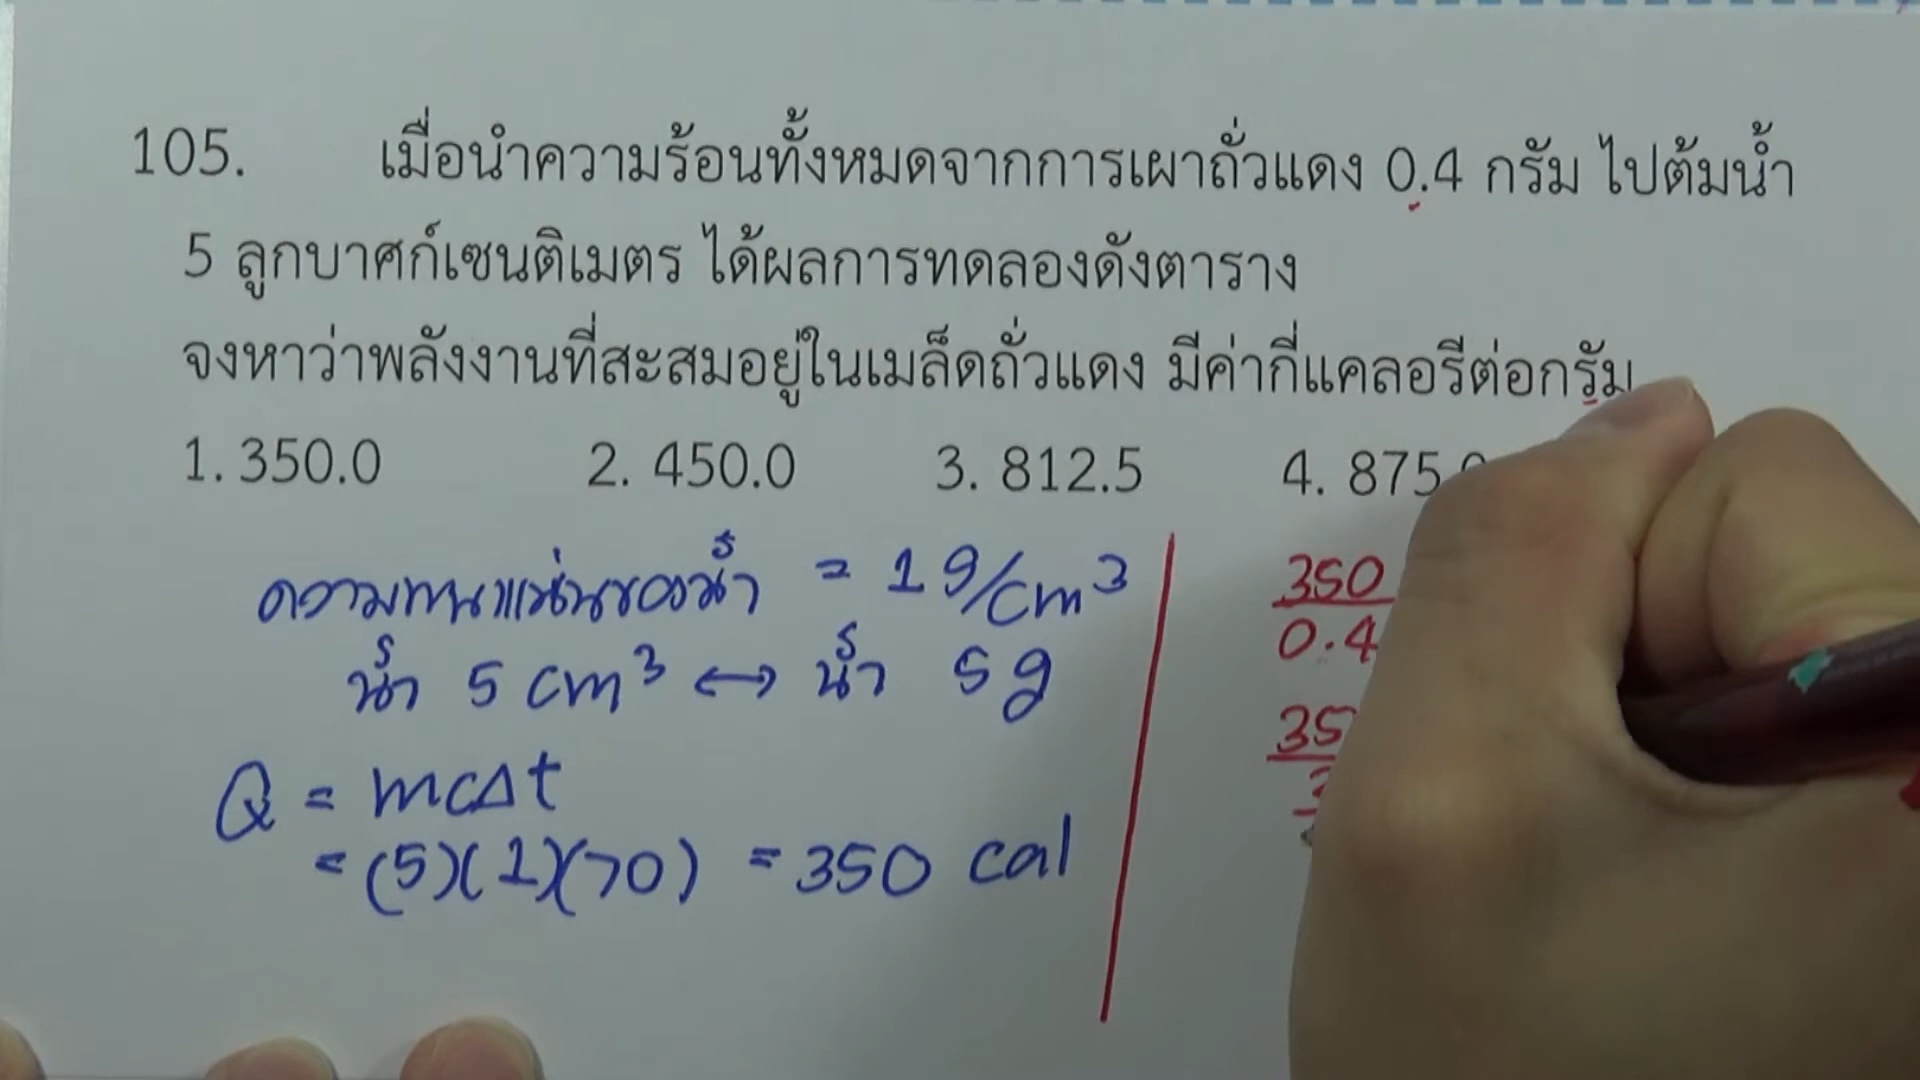 105. เมื่อนำความร้อนทั้งหมดจากการเผาถั่วแดง 0.4 กรัม ไปต้มน้ำ
5 ลูกบาศก์เซนติเมตร ได้ผลการทดลองดังตาราง
จงหาว่าพลังงานที่สะสมอยู่ในเมล็ดถั่วแดง มีค่ากี่แคลอรีต่อกรัม
1. 350.0 2. 450.0 3. 812.5 4. 875.0
ความหนาแน่นของน้ำ = 1 g/cm³
น้ำ 5 cm³ ↔ น้ำ 5 g
Q = mcΔt
= (5)(1)(70) = 350 cal
350
0.4
35